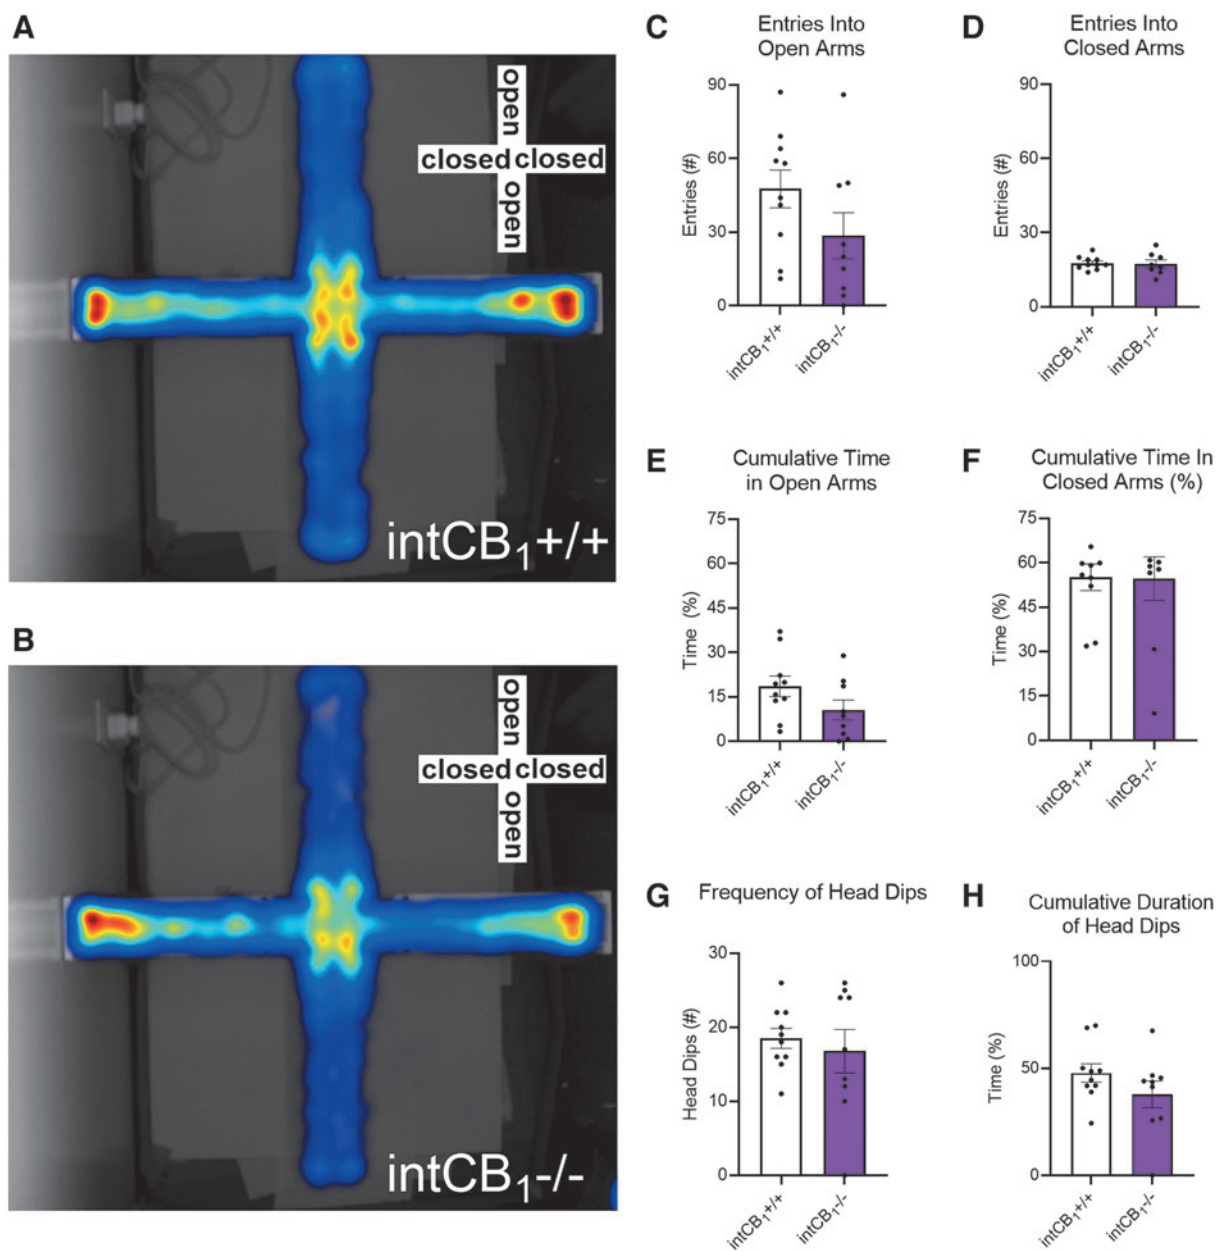 A
open
closed closed
open
intCB₁+/+
B
open
closed closed
open
intCB₁-/-
C
Entries Into
Open Arms
Entries (#)
90
60
30
0
intCB₁+/+
intCB₁-/-
D
Entries Into
Closed Arms
Entries (#)
90
60
30
0
intCB₁+/+
intCB₁-/-
E
Cumulative Time
in Open Arms
Time (%)
75
60
45
30
15
0
intCB₁+/+
intCB₁-/-
F
Cumulative Time In
Closed Arms (%)
Time (%)
75
60
45
30
15
0
intCB₁+/+
intCB₁-/-
G
Frequency of Head Dips
Head Dips (#)
30
20
10
0
intCB₁+/+
intCB₁-/-
H
Cumulative Duration
of Head Dips
Time (%)
100
50
0
intCB₁+/+
intCB₁-/-